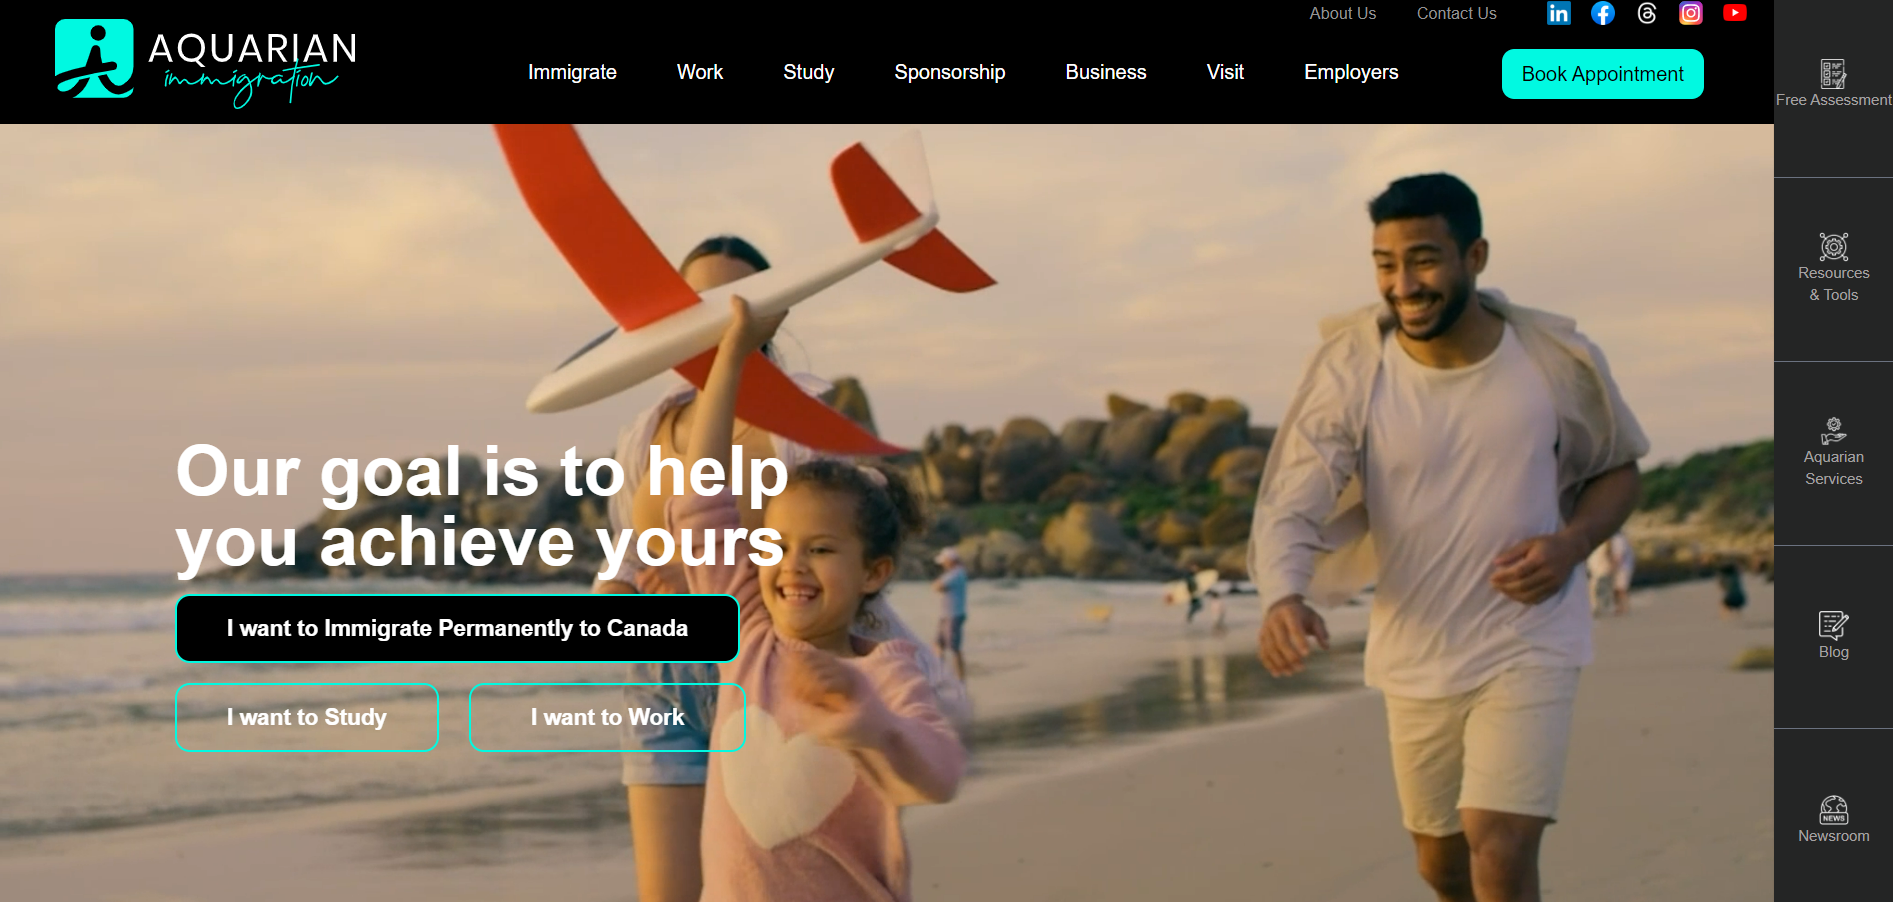 About Us
Contact Us
AQUARIAN
immigration
Immigrate
Work
Study
Sponsorship
Business
Visit
Employers
Book Appointment
Our goal is to help
you achieve yours
I want to Immigrate Permanently to Canada
I want to Study
I want to Work
Free Assessment
Resources
& Tools
Aquarian
Services
Blog
NEWS
Newsroom